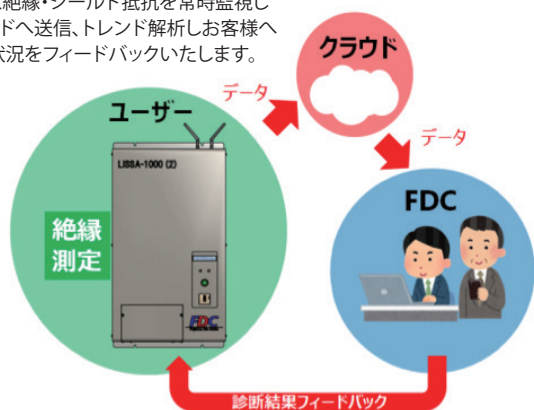 絶縁・シールド抵抗を常時監視し
ドへ送信、トレンド解析しお客様へ
状況をフィードバックいたします。
クラウド
データ
ユーザー
データ
LISSA-1000 (2)
FDC
絶縁
測定
FDC
診断結果フィードバック